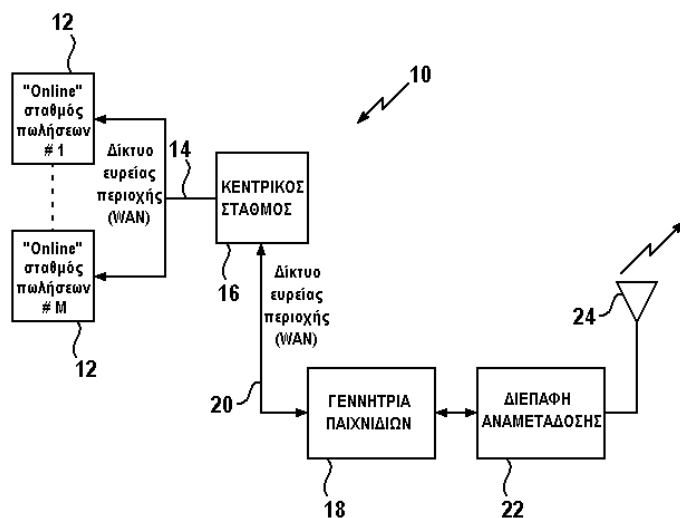 12
"Online"
σταθμός
πωλήσεων
# 1
10
Δίκτυο
ευρείας
περιοχής
(WAN)
14
ΚΕΝΤΡΙΚΟΣ
ΣΤΑΘΜΟΣ
"Online"
σταθμός
πωλήσεων
# M
16
12
Δίκτυο
ευρείας
περιοχής
(WAN)
24
20
ΓΕΝΝΗΤΡΙΑ
ΠΑΙΧΝΙΔΙΩΝ
ΔΙΕΠΑΦΗ
ΑΝΑΜΕΤΑΔΟΣΗΣ
18
22